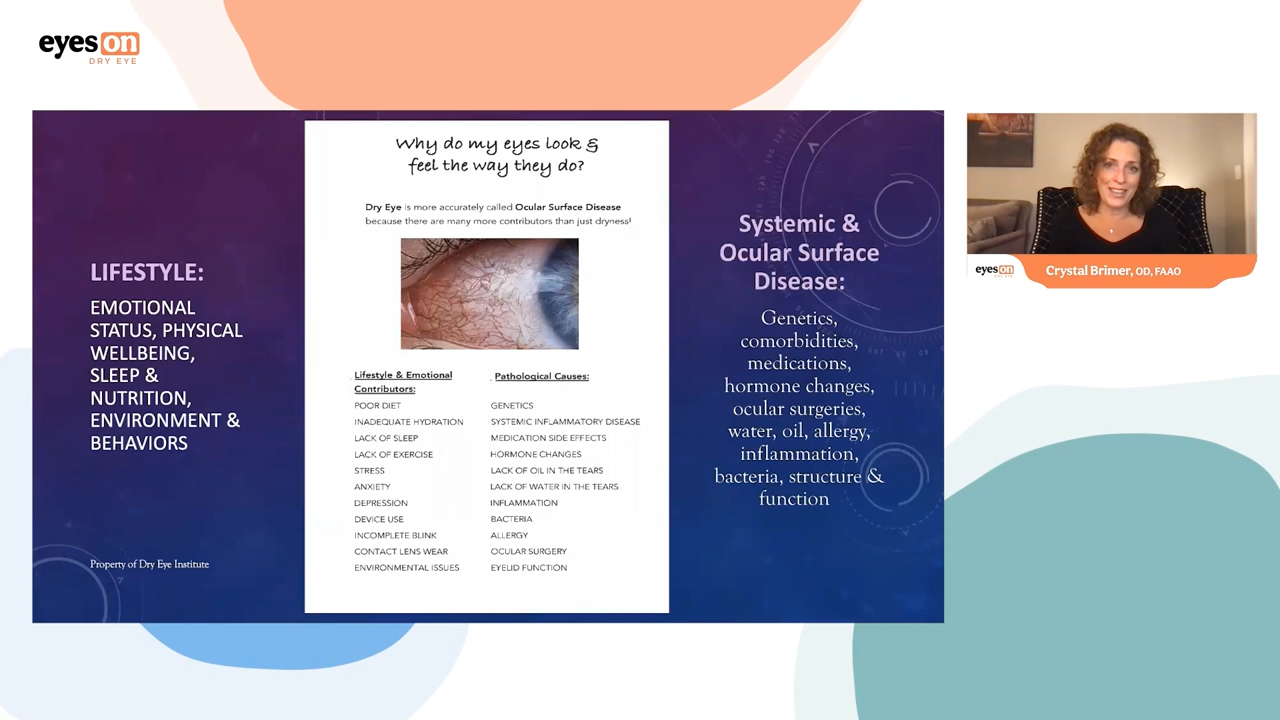 eyes on
DRY EYE
LIFESTYLE:
EMOTIONAL
STATUS, PHYSICAL
WELLBEING,
SLEEP &
NUTRITION,
ENVIRONMENT &
BEHAVIORS
Property of Dry Eye Institute
Why do my eyes look &
feel the way they do?
Dry Eye is more accurately called Ocular Surface Disease
because there are many more contributors than just dryness!
Lifestyle & Emotional
Contributors:
POOR DIET
INADEQUATE HYDRATION
LACK OF SLEEP
LACK OF EXERCISE
STRESS
ANXIETY
DEPRESSION
DEVICE USE
INCOMPLETE BLINK
CONTACT LENS WEAR
ENVIRONMENTAL ISSUES
Pathological Causes:
GENETICS
SYSTEMIC INFLAMMATORY DISEASE
MEDICATION SIDE EFFECTS
HORMONE CHANGES
LACK OF OIL IN THE TEARS
LACK OF WATER IN THE TEARS
INFLAMMATION
BACTERIA
ALLERGY
OCULAR SURGERY
EYELID FUNCTION
Systemic &
Ocular Surface
Disease:
Genetics,
comorbidities,
medications,
hormone changes,
ocular surgeries,
water, oil, allergy,
inflammation,
bacteria, structure &
function
eyes on
Crystal Brimer, OD, FAAO